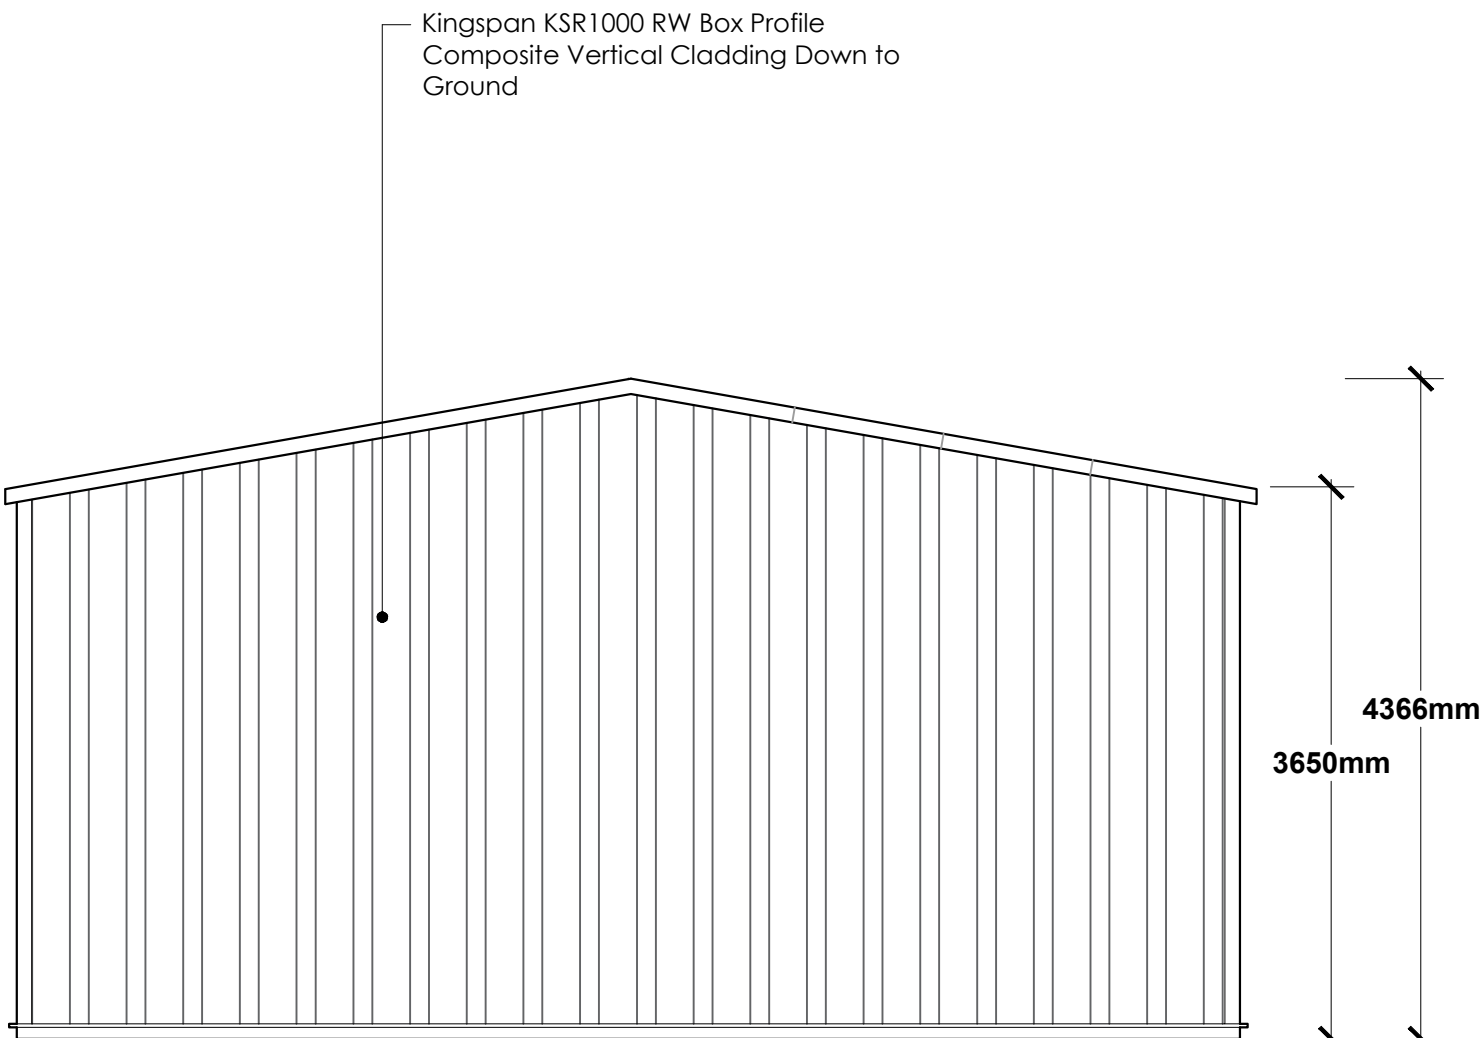 Kingspan KSR1000 RW Box Profile
Composite Vertical Cladding Down to
Ground
4366mm
3650mm